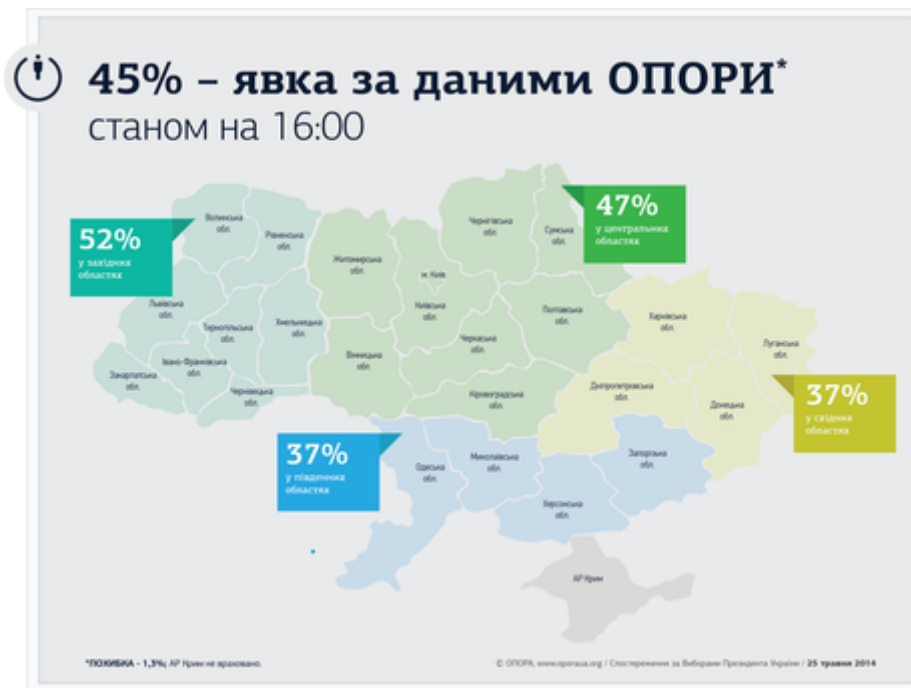 45% – явка за даними ОПОРИ*
станом на 16:00
52%
у західних
областях
47%
у центральних
областях
37%
у південних
областях
37%
у східних
областях
Волинська
обл.
Рівненська
обл.
Житомирська
обл.
м. Київ
Київська
обл.
Чернігівська
обл.
Сумська
обл.
Львівська
обл.
Тернопільська
обл.
Хмельницька
обл.
Вінницька
обл.
Черкаська
обл.
Полтавська
обл.
Харківська
обл.
Луганська
обл.
Закарпатська
обл.
Івано-Франківська
обл.
Чернівецька
обл.
Кіровоградська
обл.
Дніпропетровська
обл.
Донецька
обл.
Одеська
обл.
Миколаївська
обл.
Запорізька
обл.
Херсонська
обл.
АР Крим
*ПОХИБКА – 1,3%; АР Крим не враховано.
© ОПОРА, www.oporaua.org / Спостереження за Виборами Президента України / 25 травня 2014